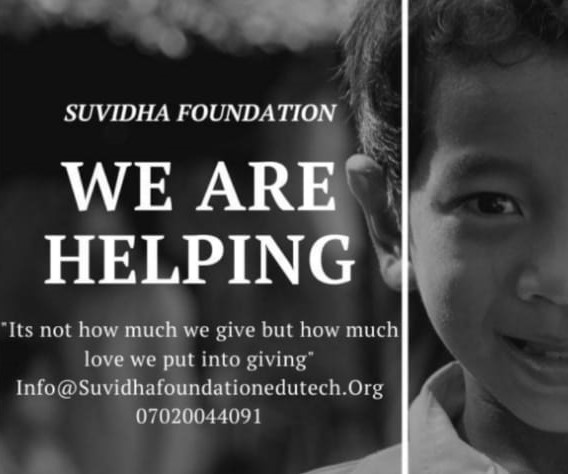 SUVIDHA FOUNDATION
WE ARE
HELPING
"Its not how much we give but how much
love we put into giving"
Info@Suvidhafoundationedutech.Org
07020044091